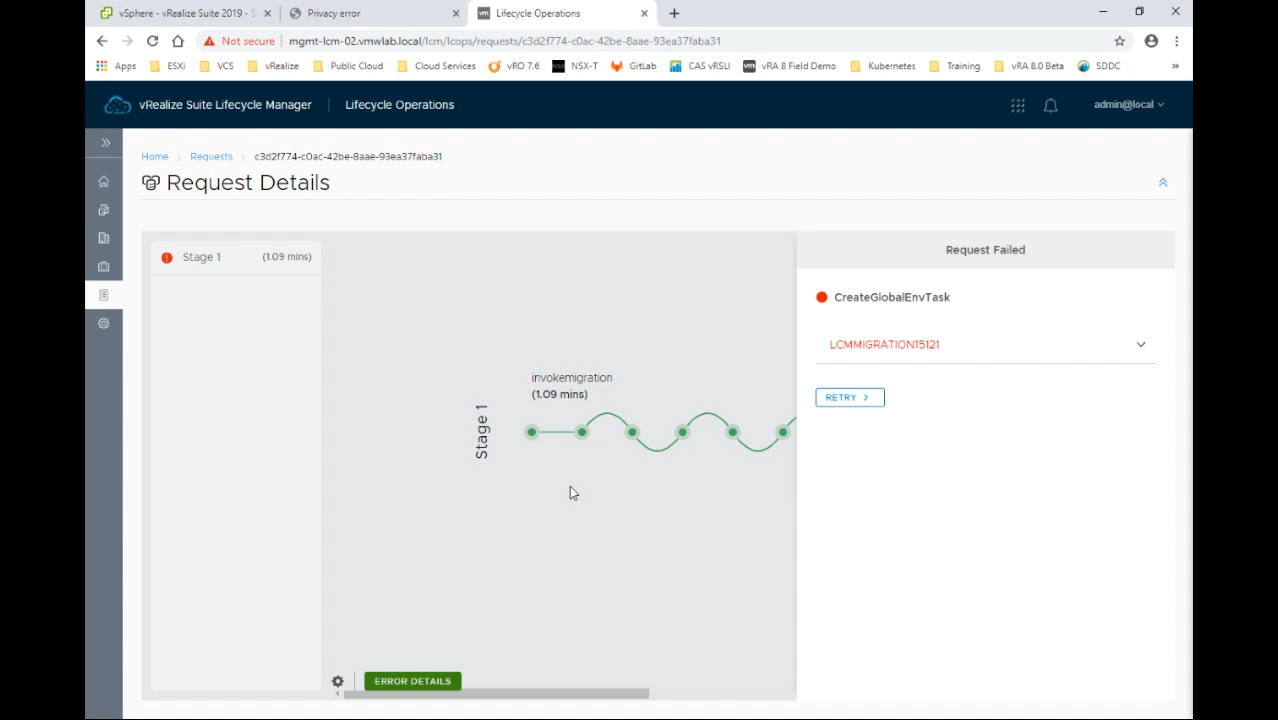 vSphere - vRealize Suite 2019 - S
Privacy error
Lifecycle Operations
Not secure
mgmt-lcm-02.vmwlab.local/lcm/lcops/requests/c3d2f774-c0ac-42be-8aae-93ea37faba31
Apps
ESXi
VCS
vRealize
Public Cloud
Cloud Services
vRO 7.6
NSX-T
GitLab
CAS vRSLI
vm
vRA 8 Field Demo
Kubernetes
Training
vRA 8.0 Beta
SDDC
»
vRealize Suite Lifecycle Manager
Lifecycle Operations
admin@local
Home > Requests > c3d2f774-c0ac-42be-8aae-93ea37faba31
Request Details
Stage 1
(1.09 mins)
invokemigration
(1.09 mins)
Stage 1
ERROR DETAILS
Request Failed
CreateGlobalEnvTask
LCMMIGRATION15121
RETRY >